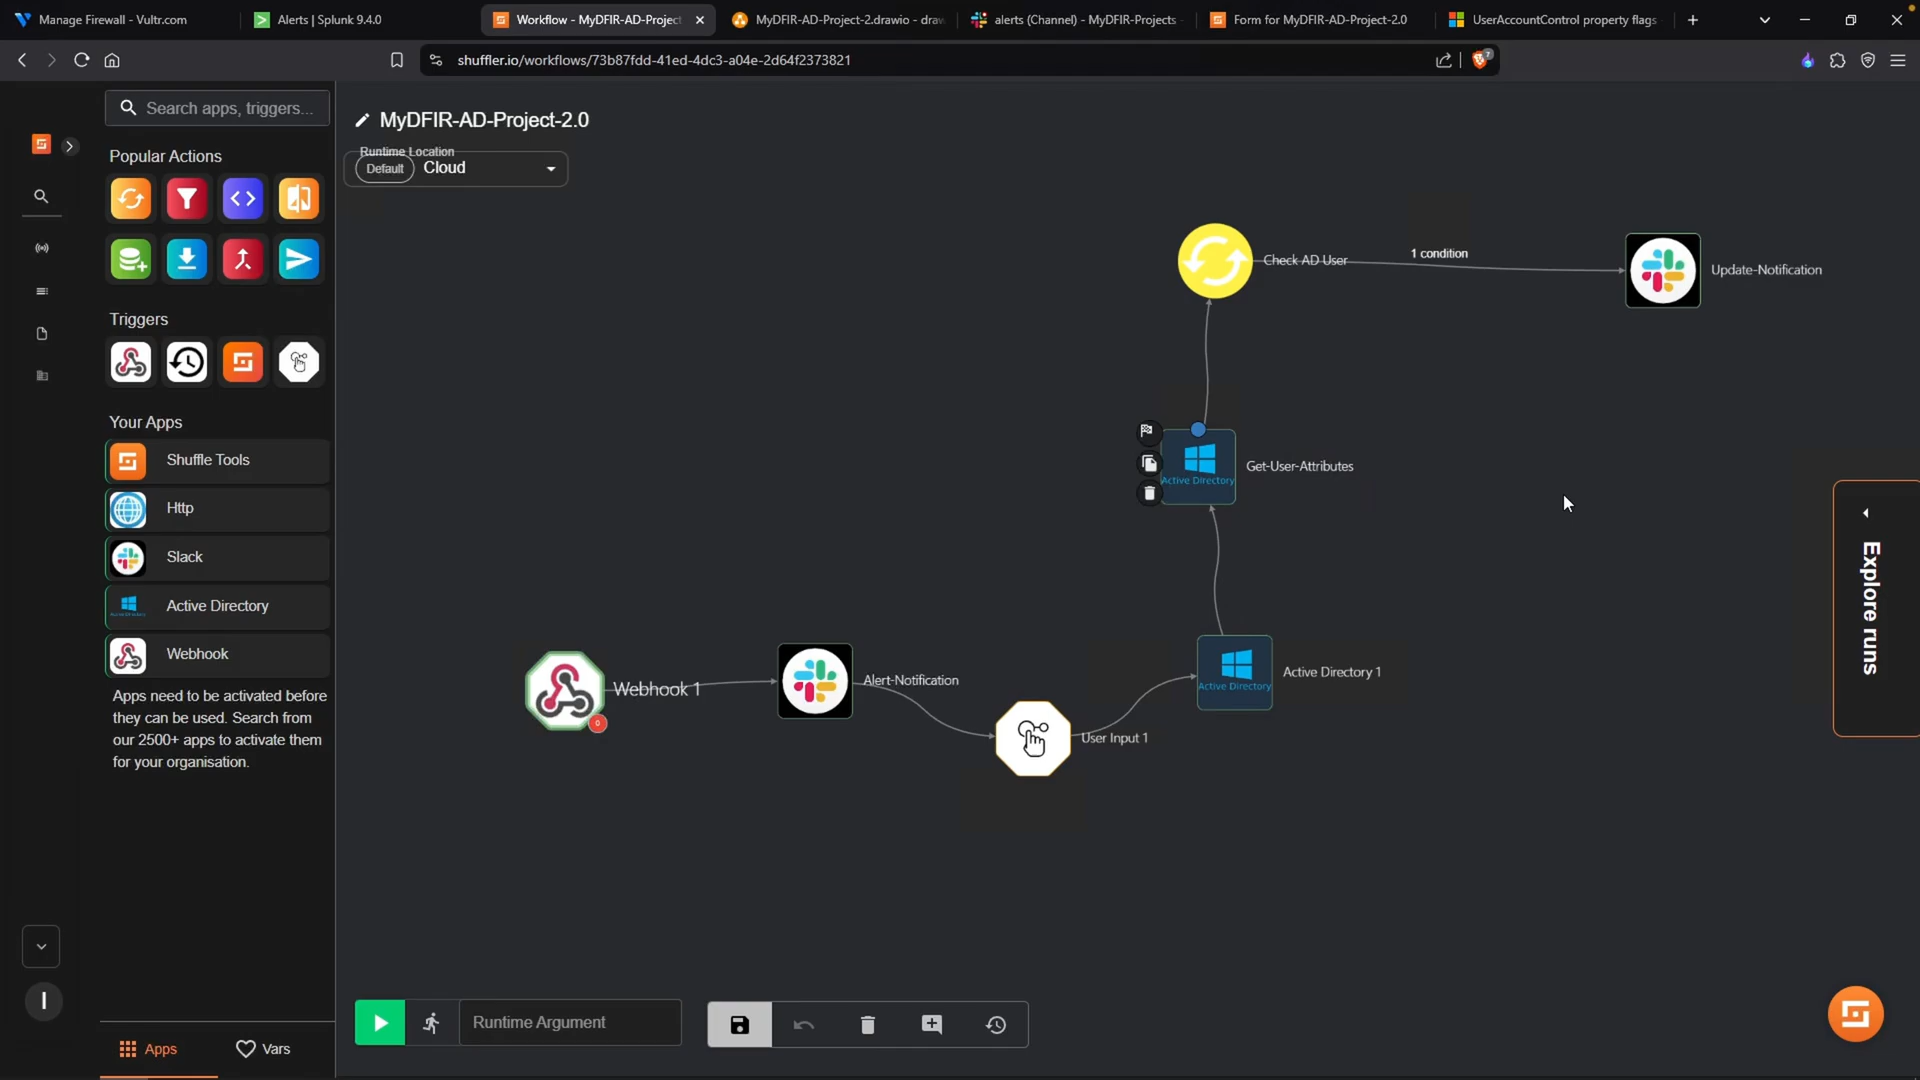 Manage Firewall - Vultr.com
Alerts | Splunk 9.4.0
Workflow - MyDFIR-AD-Project
MyDFIR-AD-Project-2.drawio - draw
alerts (Channel) - MyDFIR-Projects
Form for MyDFIR-AD-Project-2.0
UserAccountControl property flags
shuffler.io/workflows/73b87fdd-41ed-4dc3-a04e-2d64f2373821
7
Search apps, triggers...
MyDFIR-AD-Project-2.0
Runtime Location
Default
Cloud
Popular Actions
Triggers
Your Apps
Shuffle Tools
Http
Slack
Active Directory
Webhook
Apps need to be activated before
they can be used. Search from
our 2500+ apps to activate them
for your organisation.
Check AD User
1 condition
Update-Notification
Active Directory
Get-User-Attributes
Active Directory
Active Directory 1
Webhook 1
0
Alert-Notification
User Input 1
Explore runs
I
Runtime Argument
Apps
Vars